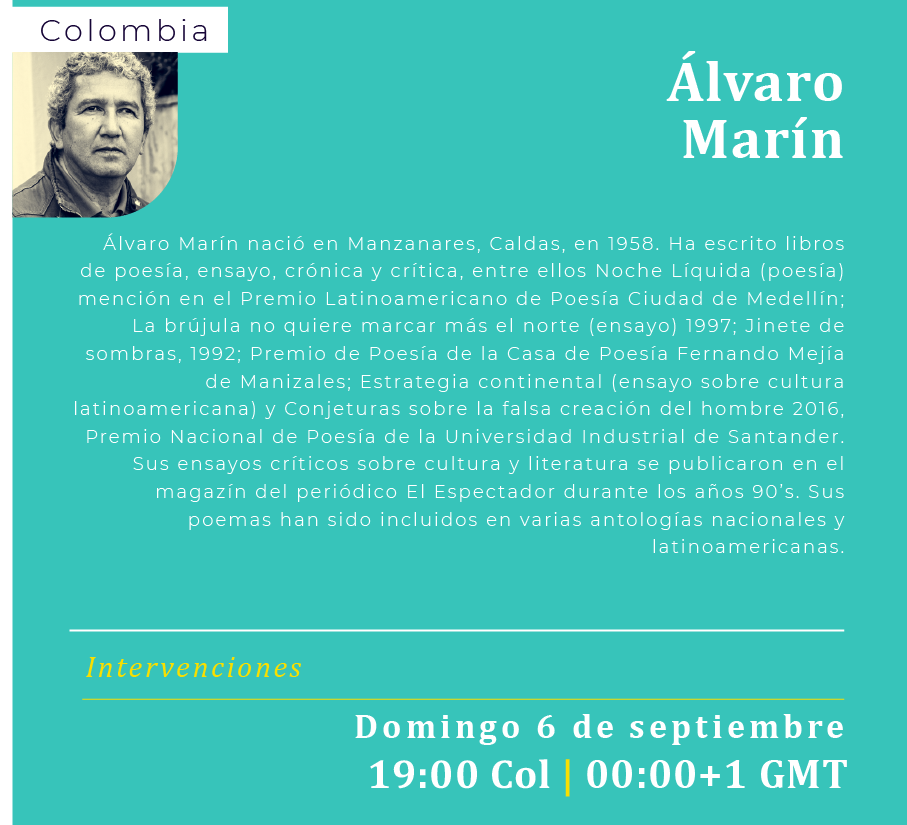 Colombia
Álvaro
Marín
Álvaro Marín nació en Manzanares, Caldas, en 1958. Ha escrito libros
de poesía, ensayo, crónica y crítica, entre ellos Noche Líquida (poesía)
mención en el Premio Latinoamericano de Poesía Ciudad de Medellín;
La brújula no quiere marcar más el norte (ensayo) 1997; Jinete de
sombras, 1992; Premio de Poesía de la Casa de Poesía Fernando Mejía
de Manizales; Estrategia continental (ensayo sobre cultura
latinoamericana) y Conjeturas sobre la falsa creación del hombre 2016,
Premio Nacional de Poesía de la Universidad Industrial de Santander.
Sus ensayos críticos sobre cultura y literatura se publicaron en el
magazín del periódico El Espectador durante los años 90’s. Sus
poemas han sido incluidos en varias antologías nacionales y
latinoamericanas.
Intervenciones
Domingo 6 de septiembre
19:00 Col | 00:00+1 GMT